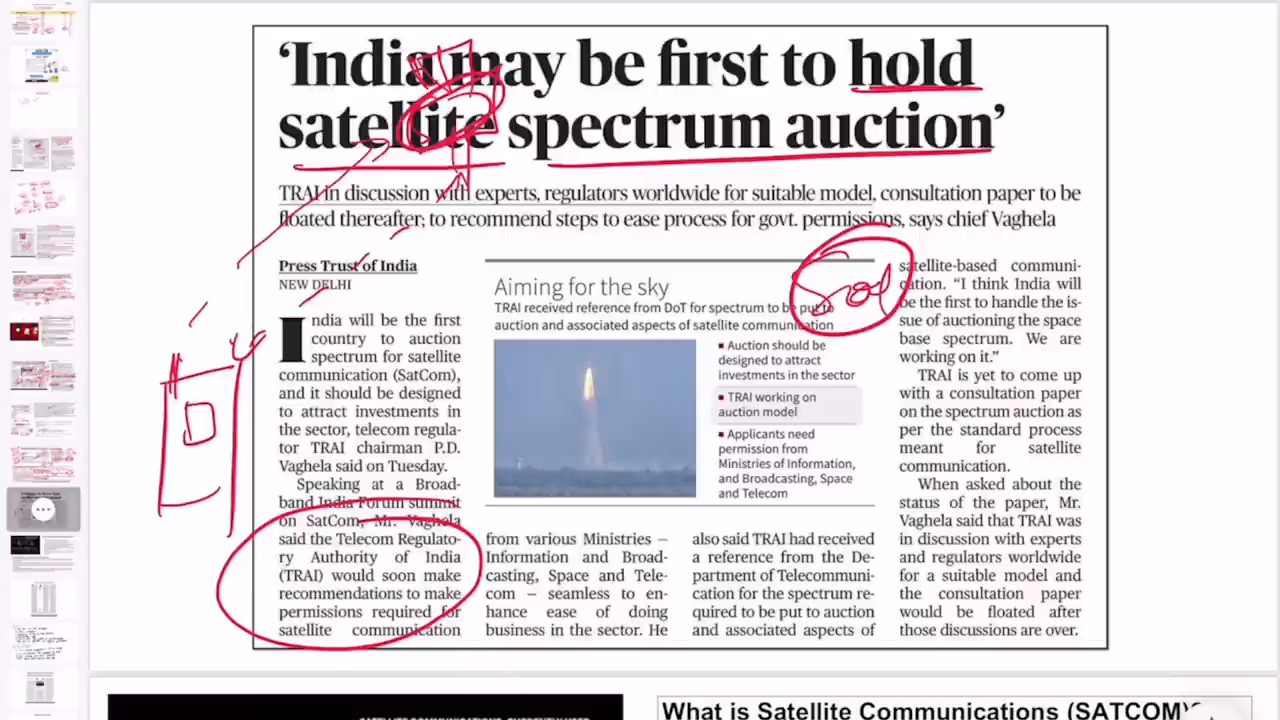 ‘India may be first to hold
satellite spectrum auction’
TRAI in discussion with experts, regulators worldwide for suitable model, consultation paper to be
floated thereafter; to recommend steps to ease process for govt. permissions, says chief Vaghela
Press Trust of India
NEW DELHI
India will be the first
country to auction
spectrum for satellite
communication (SatCom),
and it should be designed
to attract investments in
the sector, telecom regula-
tor TRAI chairman P.D.
Vaghela said on Tuesday.
Speaking at a Broad-
band India Forum summit
on SatCom, Mr. Vaghela
said the Telecom Regulato-
ry Authority of India
(TRAI) would soon make
recommendations to make
permissions required for
satellite communication
Aiming for the sky
TRAI received reference from DoT for spectrum to be put to
auction and associated aspects of satellite communication
■ Auction should be
designed to attract
investments in the sector
■ TRAI working on
auction model
■ Applicants need
permission from
Ministries of Information,
and Broadcasting, Space
and Telecom
from various Ministries –
Information and Broad-
casting, Space and Tele-
com – seamless to en-
hance ease of doing
business in the sector. He
also said TRAI had received
a reference from the De-
partment of Telecommuni-
cation for the spectrum re-
quired to be put to auction
and associated aspects of
satellite-based communi-
cation. “I think India will
be the first to handle the is-
sue of auctioning the space
base spectrum. We are
working on it.”
TRAI is yet to come up
with a consultation paper
on the spectrum auction as
per the standard process
meant for satellite
communication.
When asked about the
status of the paper, Mr.
Vaghela said that TRAI was
in discussion with experts
and regulators worldwide
for a suitable model and
the consultation paper
would be floated after
those discussions are over.
What is Satellite Communications (SATCOM)?